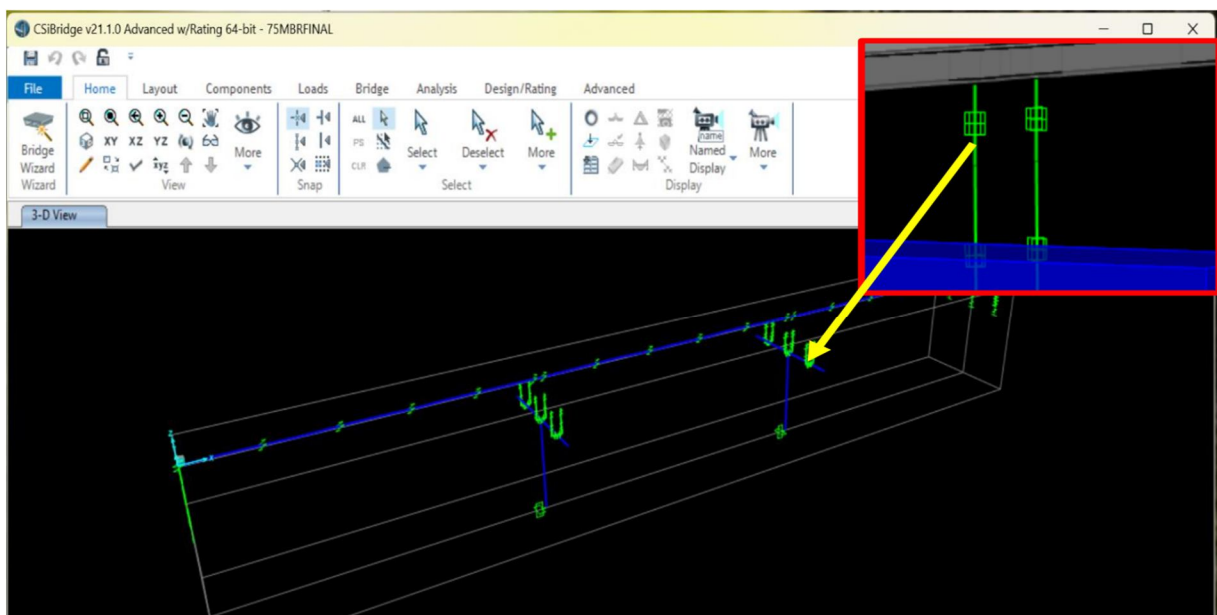 CSiBridge v21.1.0 Advanced w/Rating 64-bit - 75MBRFINAL
File Home Layout Components Loads Bridge Analysis Design/Rating Advanced
Bridge Wizard
XY XZ YZ
More
ALL
PS
CLR
Select
Deselect
More
name
Named Display
More
Wizard View Snap Select Display
3-D View